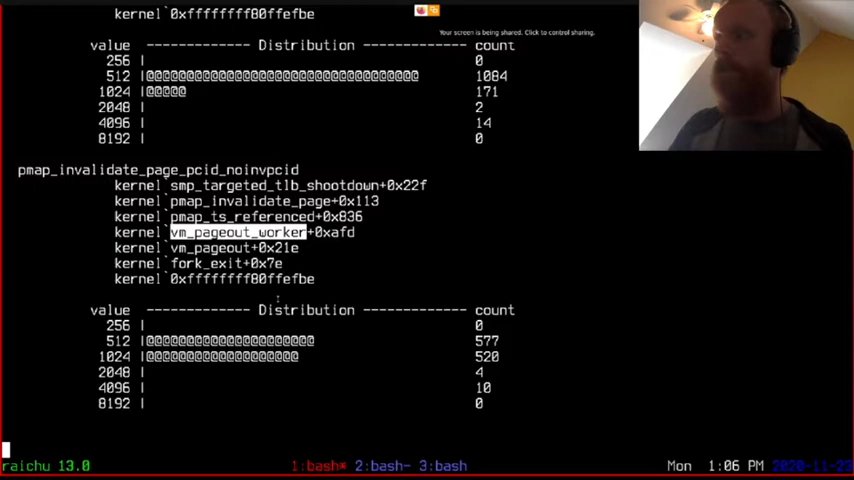 kernel`0xffffffff80ffefbe
Your screen is being shared. Click to control sharing.
value ------------- Distribution ------------- count
256 | 0
512 |@@@@@@@@@@@@@@@@@@@@@@@@@@@@@@@@@@@ 1084
1024 |@@@@@ 171
2048 | 2
4096 | 14
8192 | 0
pmap_invalidate_page_pcid_noinvpcid
kernel`smp_targeted_tlb_shootdown+0x22f
kernel`pmap_invalidate_page+0x113
kernel`pmap_ts_referenced+0x836
kernel`vm_pageout_worker+0xafd
kernel`vm_pageout+0x21e
kernel`fork_exit+0x7e
kernel`0xffffffff80ffefbe
value ------------- Distribution ------------- count
256 | 0
512 |@@@@@@@@@@@@@@@@@@@@@ 577
1024 |@@@@@@@@@@@@@@@@@@@ 520
2048 | 4
4096 | 10
8192 | 0
raichu 13.0 1:bash* 2:bash- 3:bash Mon 1:06 PM